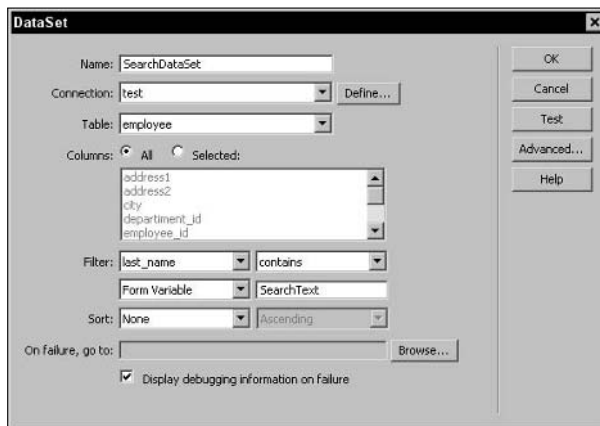 DataSet
Name: SearchDataSet
Connection: test Define...
Table: employee
Columns: All Selected:
address1
address2
city
department_id
employee_id
Filter: last_name contains
Form Variable SearchText
Sort: None Ascending
On failure, go to: Browse...
Display debugging information on failure
OK
Cancel
Test
Advanced...
Help